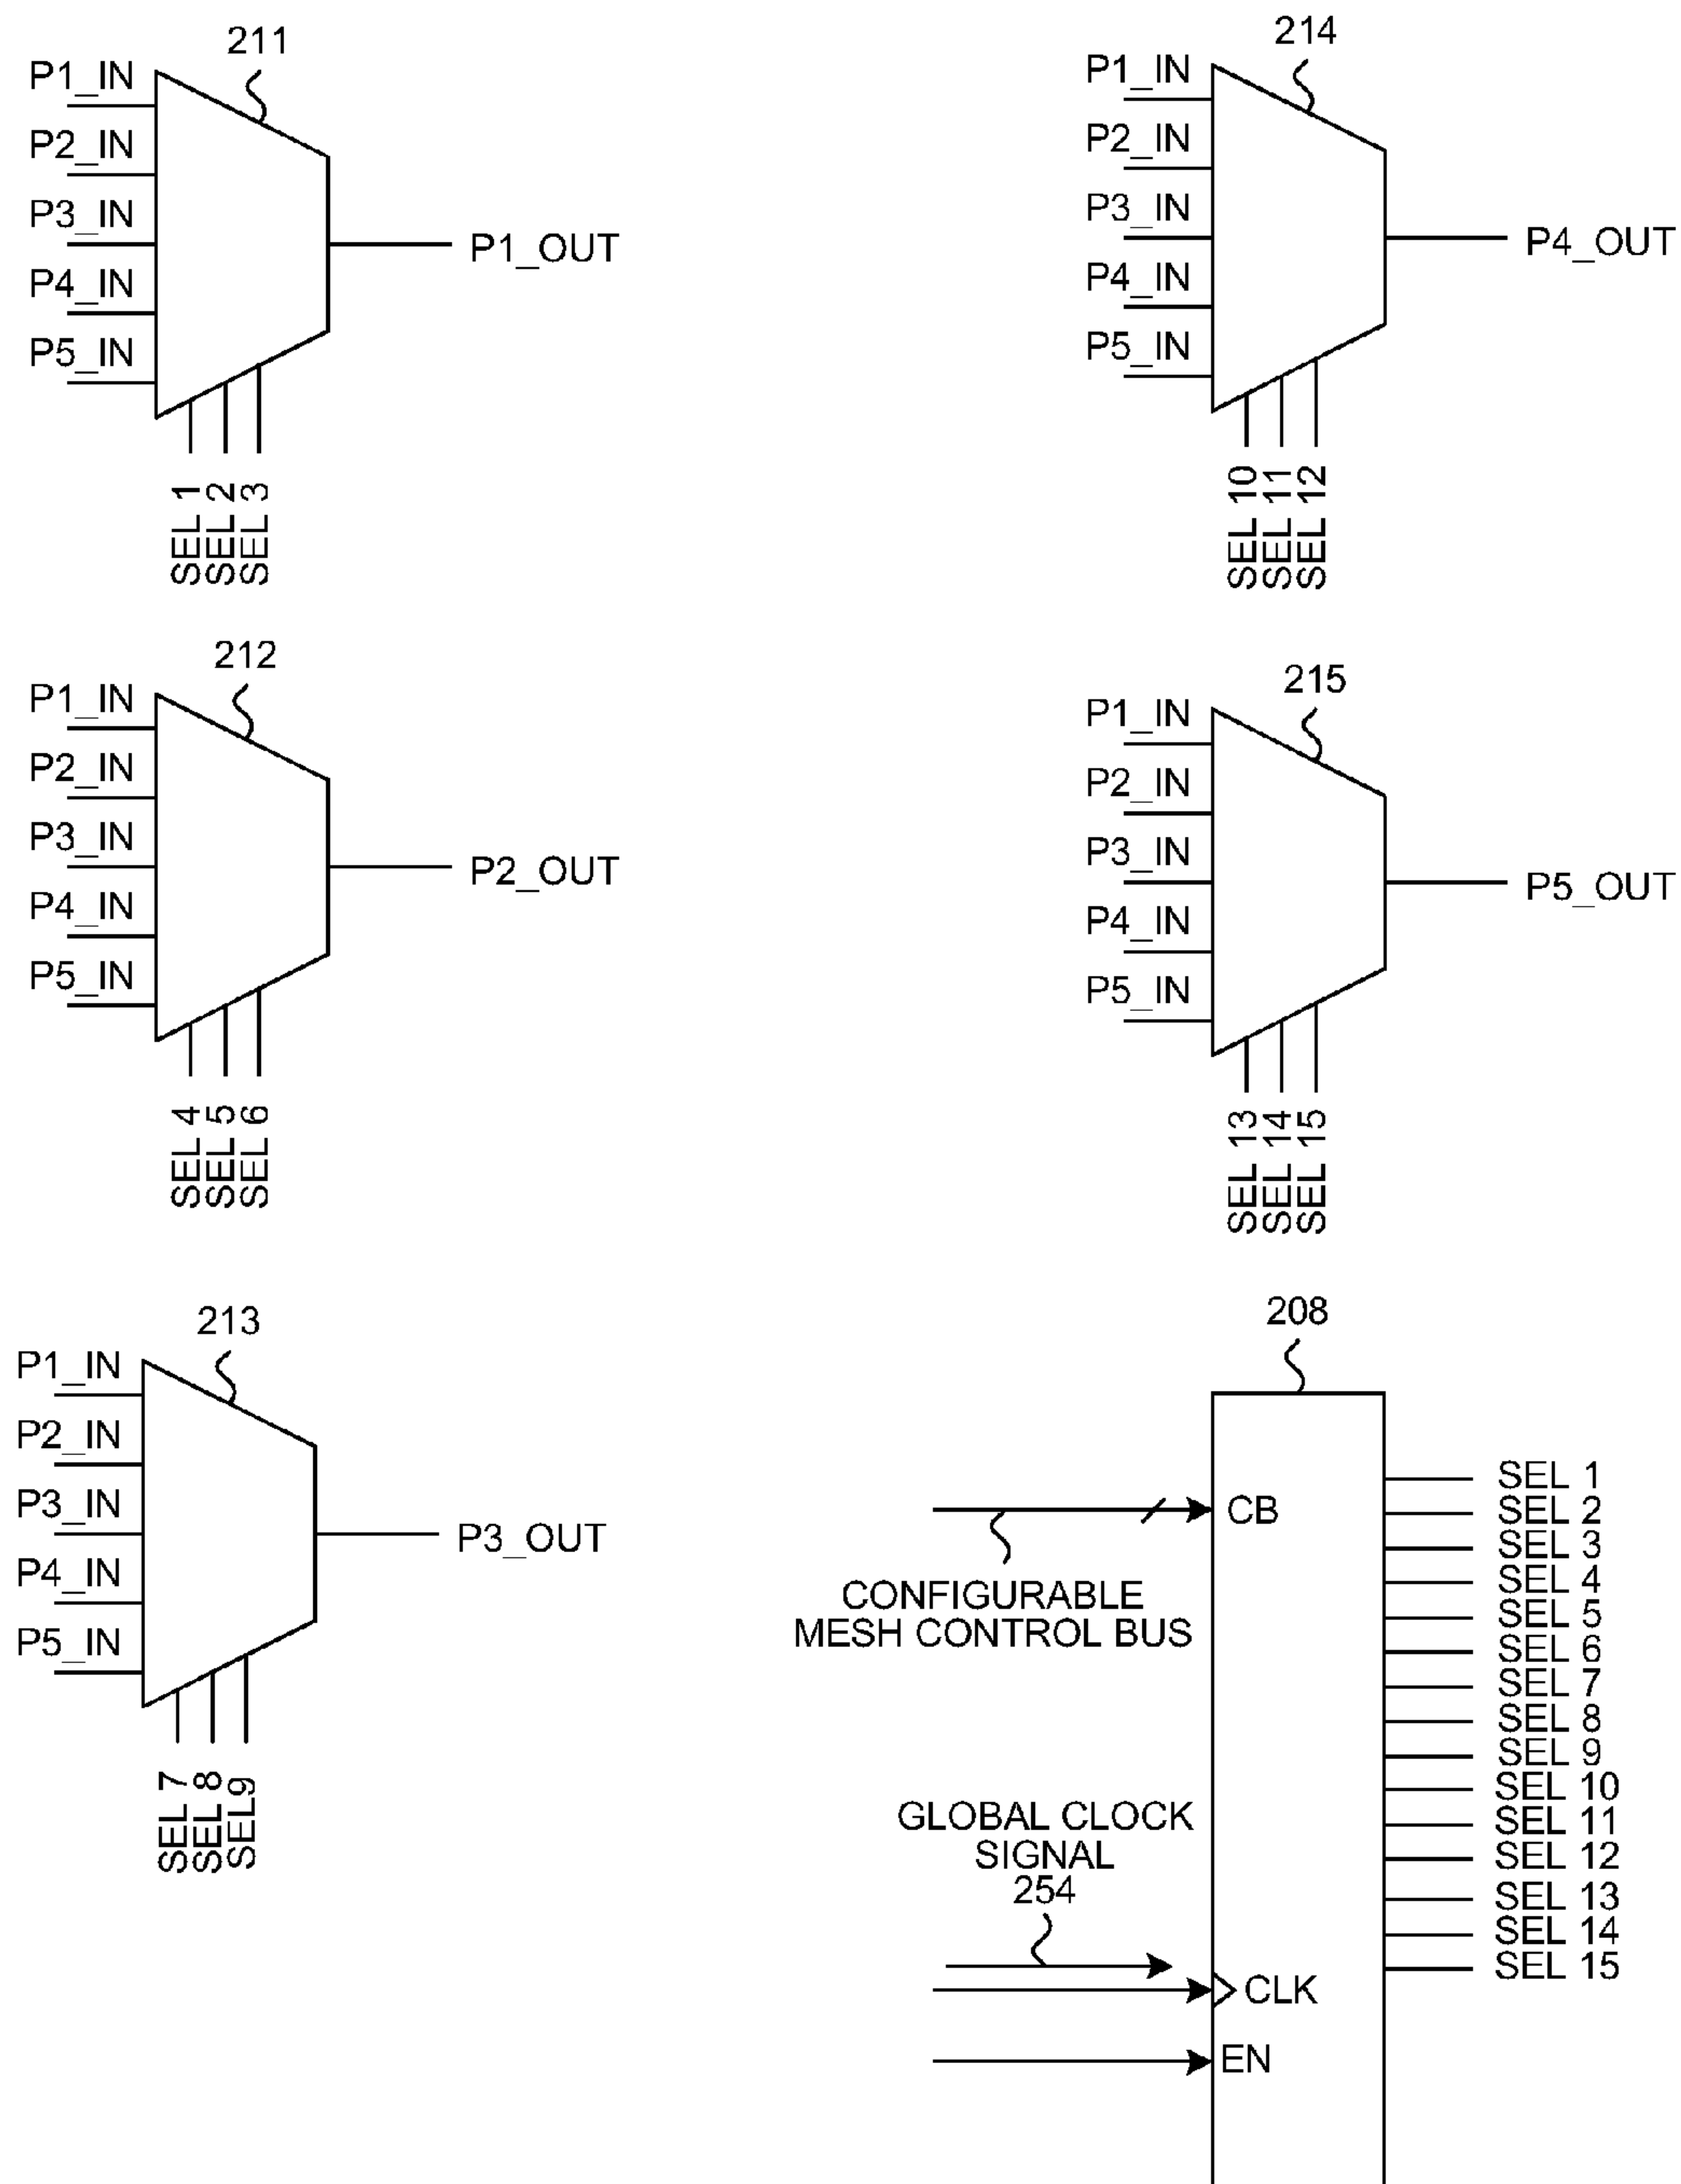 211
P1_IN
P2_IN
P3_IN
P4_IN
P5_IN
P1_OUT
SEL 1
SEL 2
SEL 3
214
P1_IN
P2_IN
P3_IN
P4_IN
P5_IN
P4_OUT
SEL 10
SEL 11
SEL 12
212
P1_IN
P2_IN
P3_IN
P4_IN
P5_IN
P2_OUT
SEL 4
SEL 5
SEL 6
215
P1_IN
P2_IN
P3_IN
P4_IN
P5_IN
P5_OUT
SEL 13
SEL 14
SEL 15
213
P1_IN
P2_IN
P3_IN
P4_IN
P5_IN
P3_OUT
SEL 7
SEL 8
SEL9
208
CB
CONFIGURABLE
MESH CONTROL BUS
GLOBAL CLOCK
SIGNAL
254
CLK
EN
SEL 1
SEL 2
SEL 3
SEL 4
SEL 5
SEL 6
SEL 7
SEL 8
SEL 9
SEL 10
SEL 11
SEL 12
SEL 13
SEL 14
SEL 15